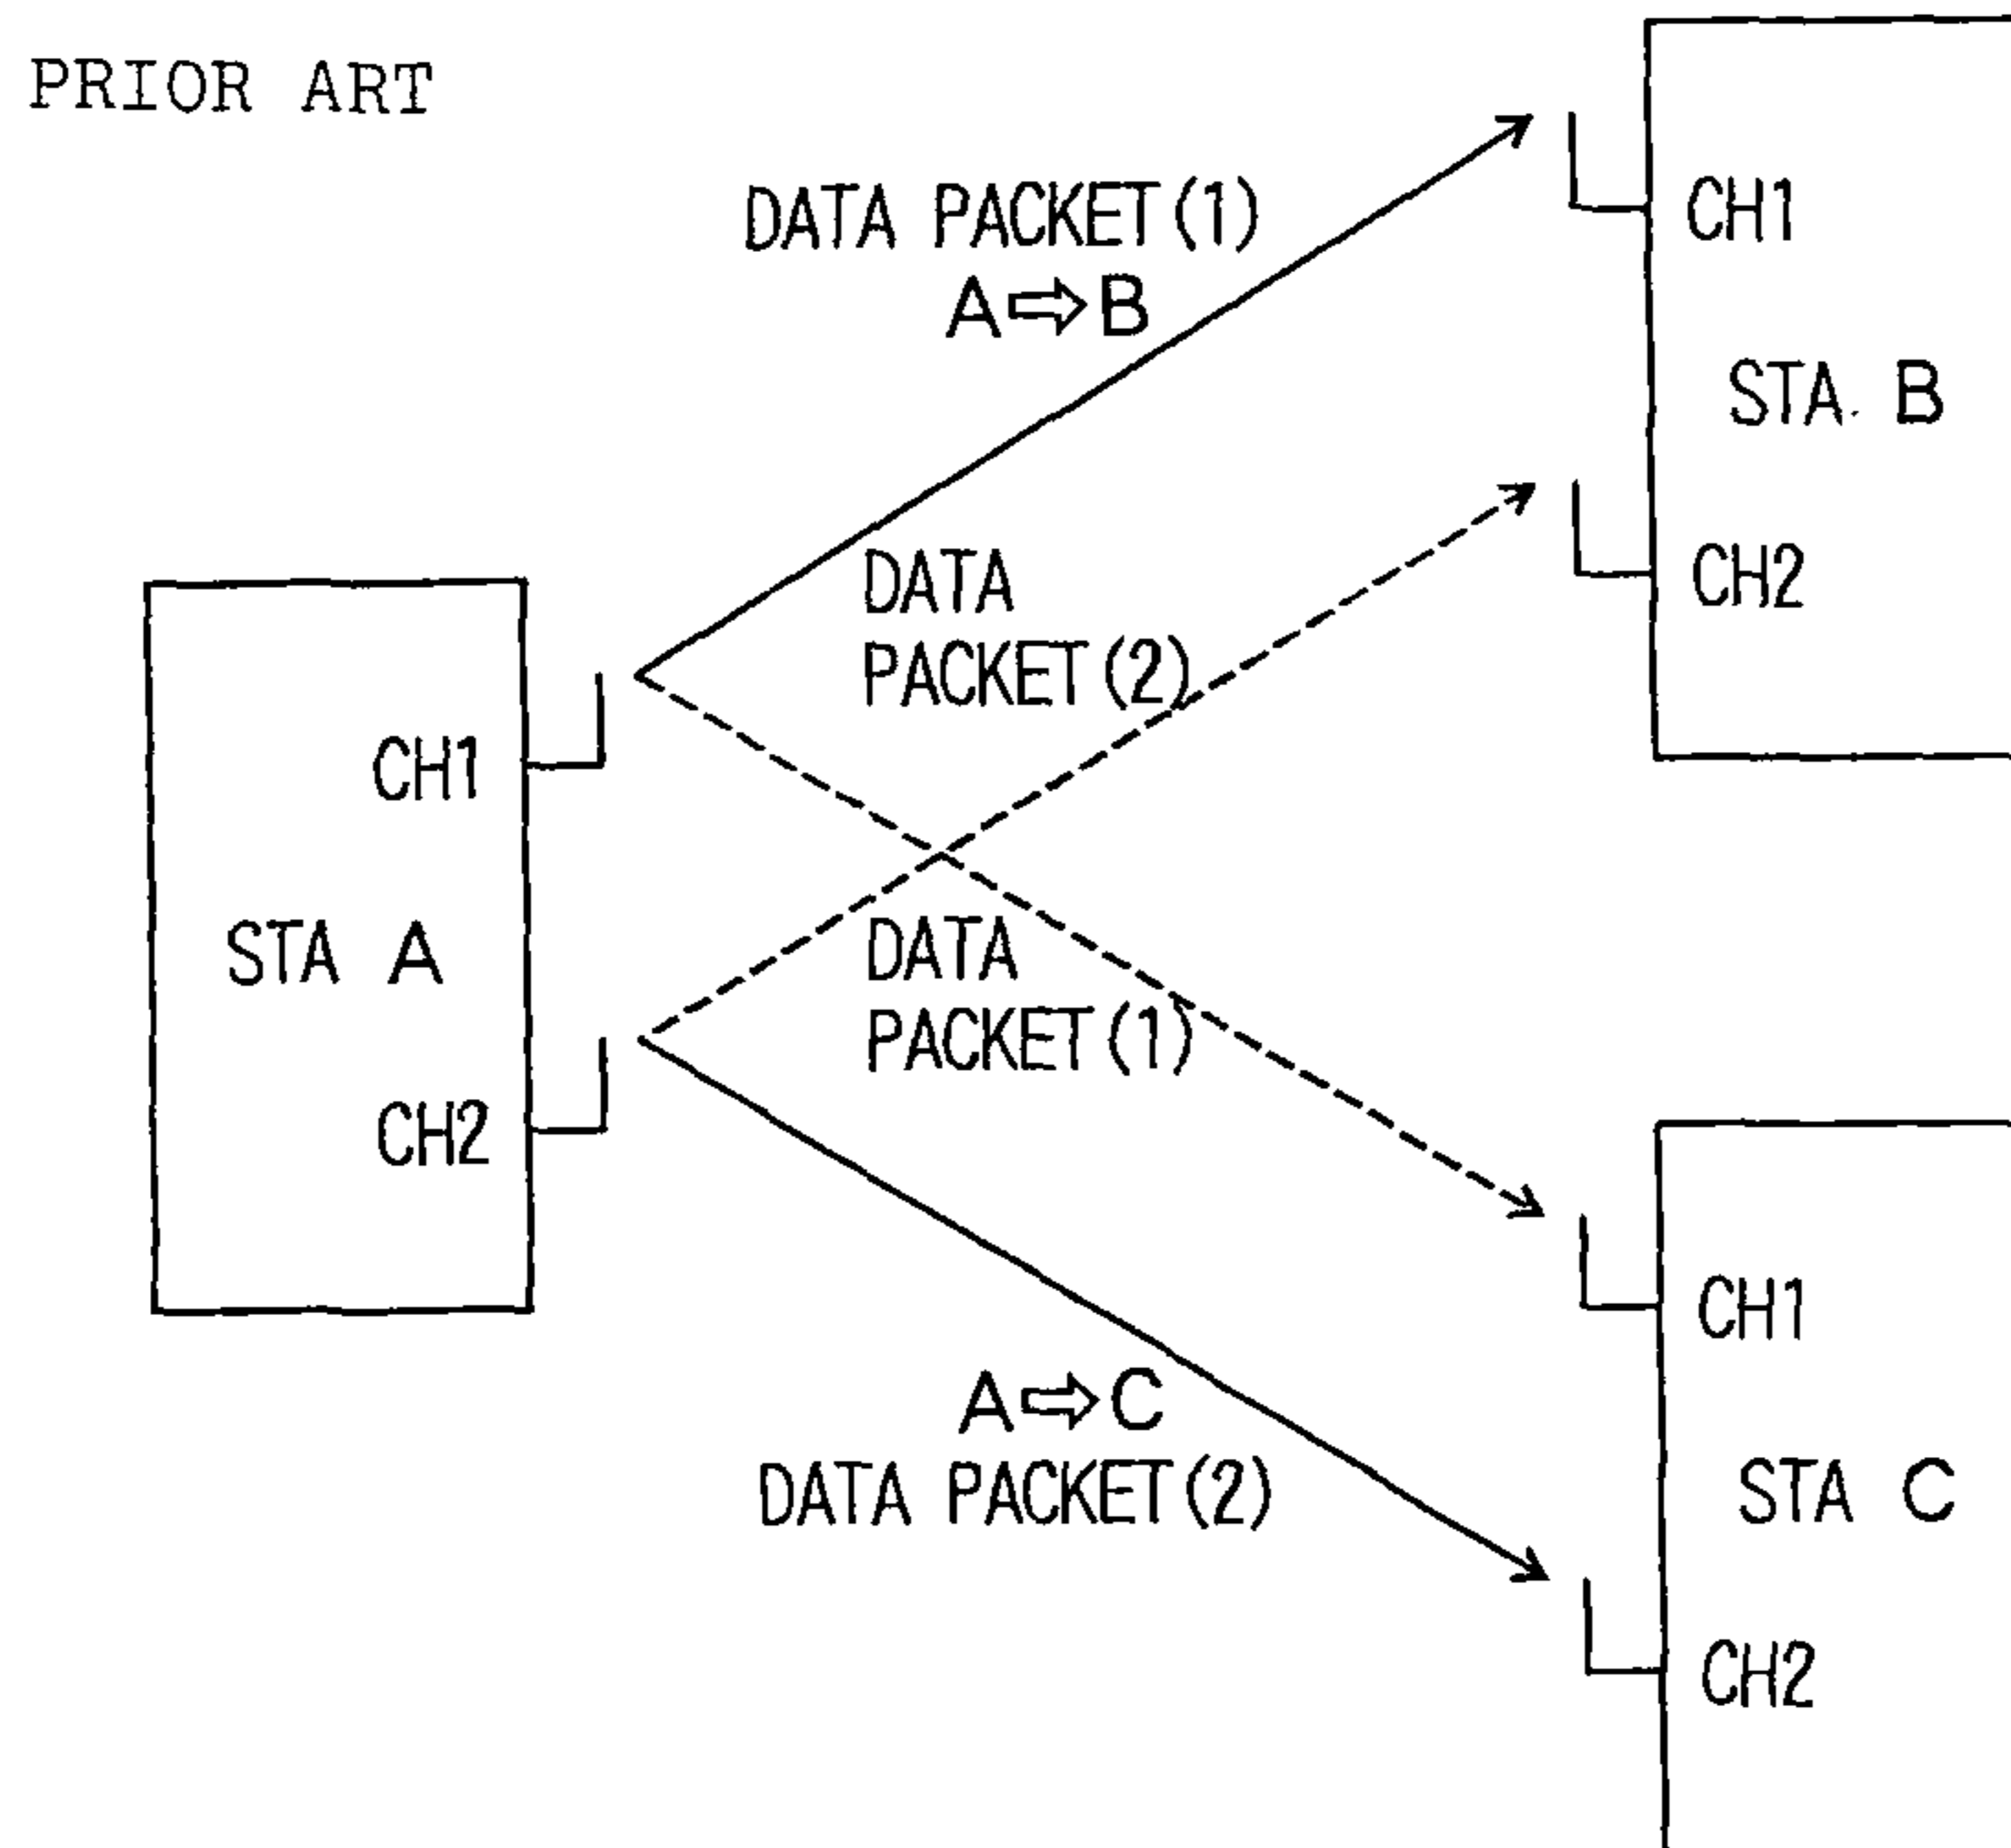 PRIOR ART
DATA PACKET(1)
A⇨B
CH1
STA B
CH2
DATA
PACKET(2)
CH1
STA A
CH2
DATA
PACKET(1)
A⇨C
DATA PACKET(2)
CH1
STA C
CH2